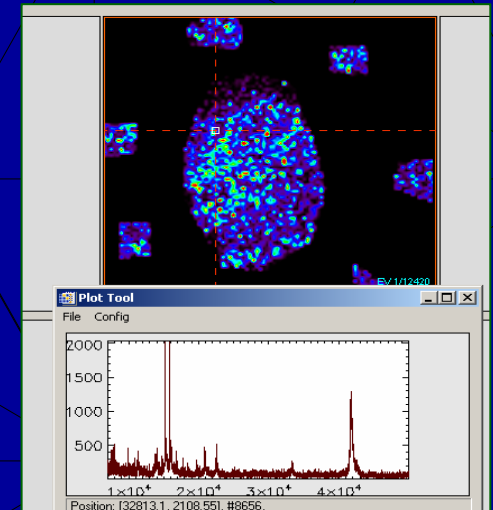 EV 1/12420
Plot Tool
File Config
2000
1500
1000
500
1×10⁴ 2×10⁴ 3×10⁴ 4×10⁴
Position: [32813.1, 2108.55], #8656,